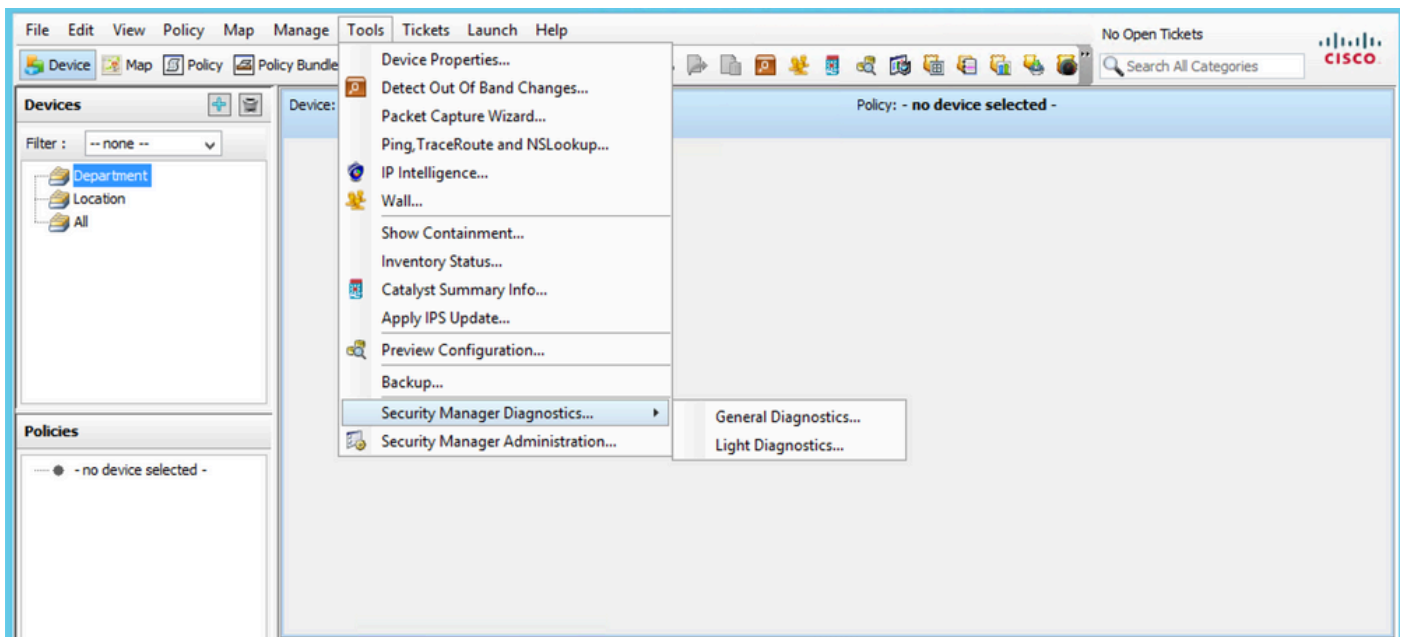 File Edit View Policy Map Manage Tools Tickets Launch Help
No Open Tickets
Device Map Policy Policy Bundle
Search All Categories
CISCO
Devices
Filter : -- none --
Department
Location
All
Policies
- no device selected -
Device:
Policy: - no device selected -
Device Properties...
Detect Out Of Band Changes...
Packet Capture Wizard...
Ping,TraceRoute and NSLookup...
IP Intelligence...
Wall...
Show Containment...
Inventory Status...
Catalyst Summary Info...
Apply IPS Update...
Preview Configuration...
Backup...
Security Manager Diagnostics...
Security Manager Administration...
General Diagnostics...
Light Diagnostics...